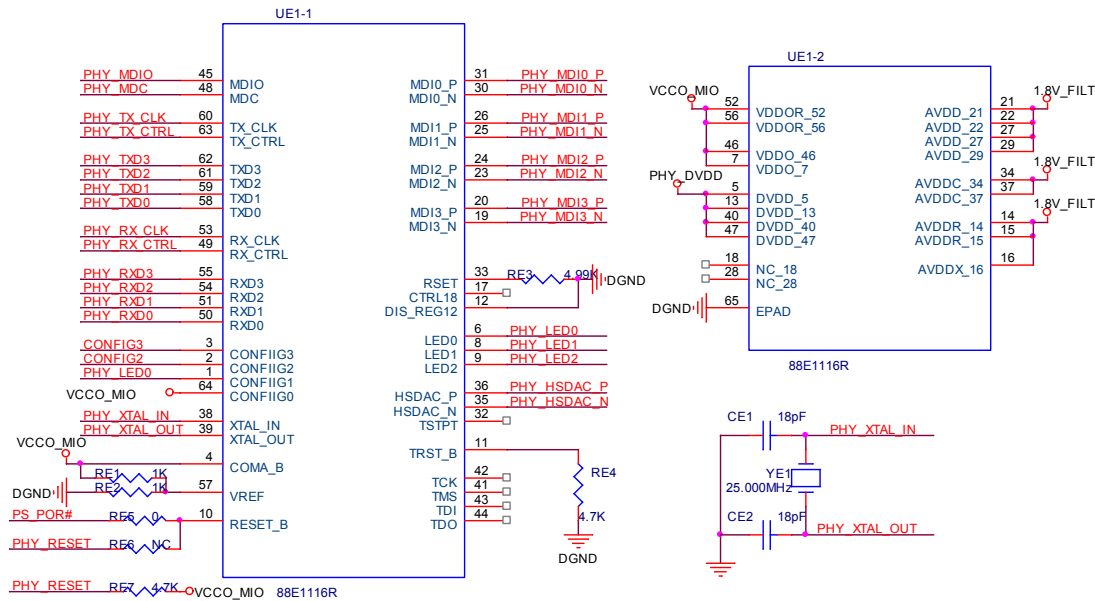 UE1-1
PHY_MDIO 45 MDIO MDI0_P 31 PHY_MDI0_P
PHY_MDC 48 MDC MDI0_N 30 PHY_MDI0_N
PHY_TX_CLK 60 TX_CLK MDI1_P 26 PHY_MDI1_P
PHY_TX_CTRL 63 TX_CTRL MDI1_N 25 PHY_MDI1_N
PHY_TXD3 62 TXD3 MDI2_P 24 PHY_MDI2_P
PHY_TXD2 61 TXD2 MDI2_N 23 PHY_MDI2_N
PHY_TXD1 59 TXD1 MDI3_P 20 PHY_MDI3_P
PHY_TXD0 58 TXD0 MDI3_N 19 PHY_MDI3_N
PHY_RX_CLK 53 RX_CLK
PHY_RX_CTRL 49 RX_CTRL
PHY_RXD3 55 RXD3 RSET 33 RE3 4.99K DGND
PHY_RXD2 54 RXD2 CTRL18 17
PHY_RXD1 51 RXD1 DIS_REG12 12
PHY_RXD0 50 RXD0
CONFIG3 3 CONFIIG3 LED0 6 PHY_LED0
CONFIG2 2 CONFIIG2 LED1 8 PHY_LED1
PHY_LED0 1 CONFIIG1 LED2 9 PHY_LED2
VCCO_MIO 64 CONFIIG0 HSDAC_P 36 PHY_HSDAC_P
HSDAC_N 35 PHY_HSDAC_N
PHY_XTAL_IN 38 XTAL_IN TSTPT 32
PHY_XTAL_OUT 39 XTAL_OUT
VCCO_MIO 4 COMA_B TRST_B 11 RE4 4.7K DGND
RE1 1K
DGND RE2 1K 57 VREF TCK 42
TMS 41
PS_POR# RE5 0 10 RESET_B TDI 43
TDO 44
PHY_RESET RE6 NC
PHY_RESET RE7 4.7K VCCO_MIO 88E1116R
UE1-2
VCCO_MIO 52 VDDOR_52 AVDD_21 21 1.8V_FILT
56 VDDOR_56 AVDD_22 22
AVDD_27 27
46 VDDO_46 AVDD_29 29
7 VDDO_7
PHY_DVDD 5 DVDD_5 AVDDC_34 34 1.8V_FILT
13 DVDD_13 AVDDC_37 37
40 DVDD_40 AVDDR_14 14 1.8V_FILT
47 DVDD_47 AVDDR_15 15
18 NC_18 AVDDX_16 16
28 NC_28
DGND 65 EPAD
88E1116R
CE1 18pF PHY_XTAL_IN
YE1
25.000MHz
CE2 18pF PHY_XTAL_OUT